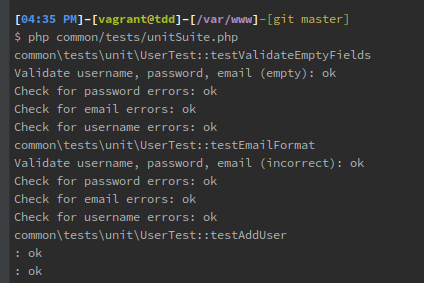 [04:35 PM]-[vagrant@tdd]-[/var/www]-[git master]
$ php common/tests/unitSuite.php
common\tests\unit\UserTest::testValidateEmptyFields
Validate username, password, email (empty): ok
Check for password errors: ok
Check for email errors: ok
Check for username errors: ok
common\tests\unit\UserTest::testEmailFormat
Validate username, password, email (incorrect): ok
Check for password errors: ok
Check for email errors: ok
Check for username errors: ok
common\tests\unit\UserTest::testAddUser
: ok
: ok